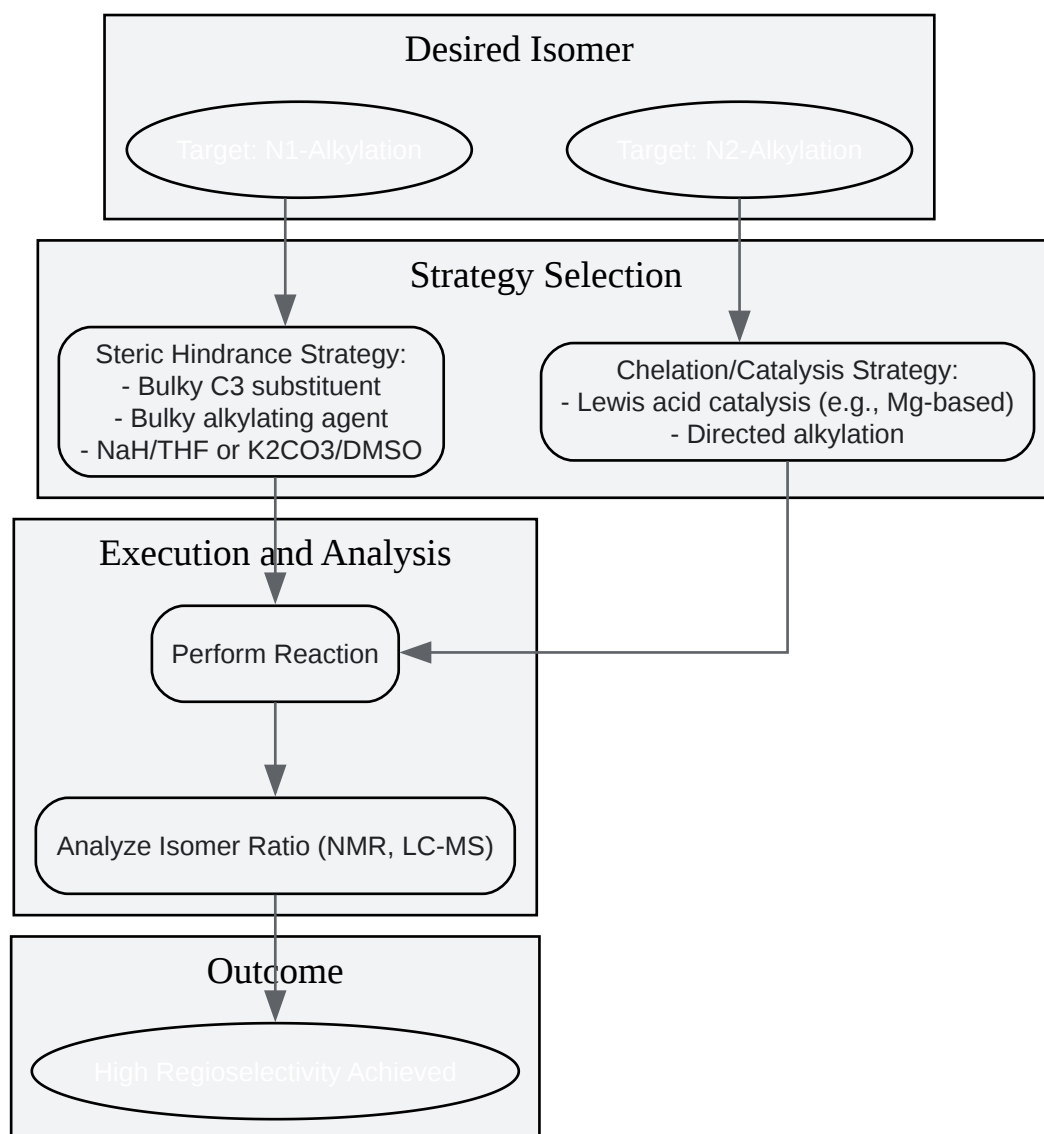 Desired Isomer
Target: N1-Alkylation
Target: N2-Alkylation
Strategy Selection
Steric Hindrance Strategy:
- Bulky C3 substituent
- Bulky alkylating agent
- NaH/THF or K2CO3/DMSO
Chelation/Catalysis Strategy:
- Lewis acid catalysis (e.g., Mg-based)
- Directed alkylation
Execution and Analysis
Perform Reaction
Analyze Isomer Ratio (NMR, LC-MS)
Outcome
High Regioselectivity Achieved